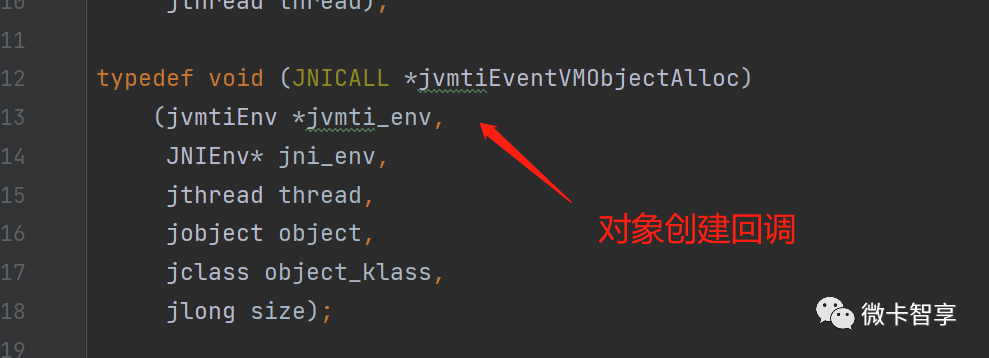 10 jthread thread),
11
12 typedef void (JNICALL *jvmtiEventVMObjectAlloc)
13 (jvmtiEnv *jvmti_env,
14 JNIEnv* jni_env,
15 jthread thread,
16 jobject object,
17 jclass object_klass,
18 jlong size);
19
对象创建回调
微卡智享